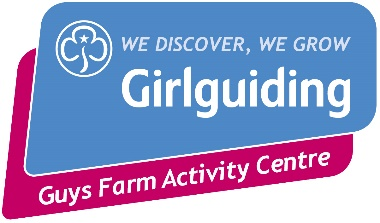 WE DISCOVER, WE GROW
Girlguiding
Guys Farm Activity Centre